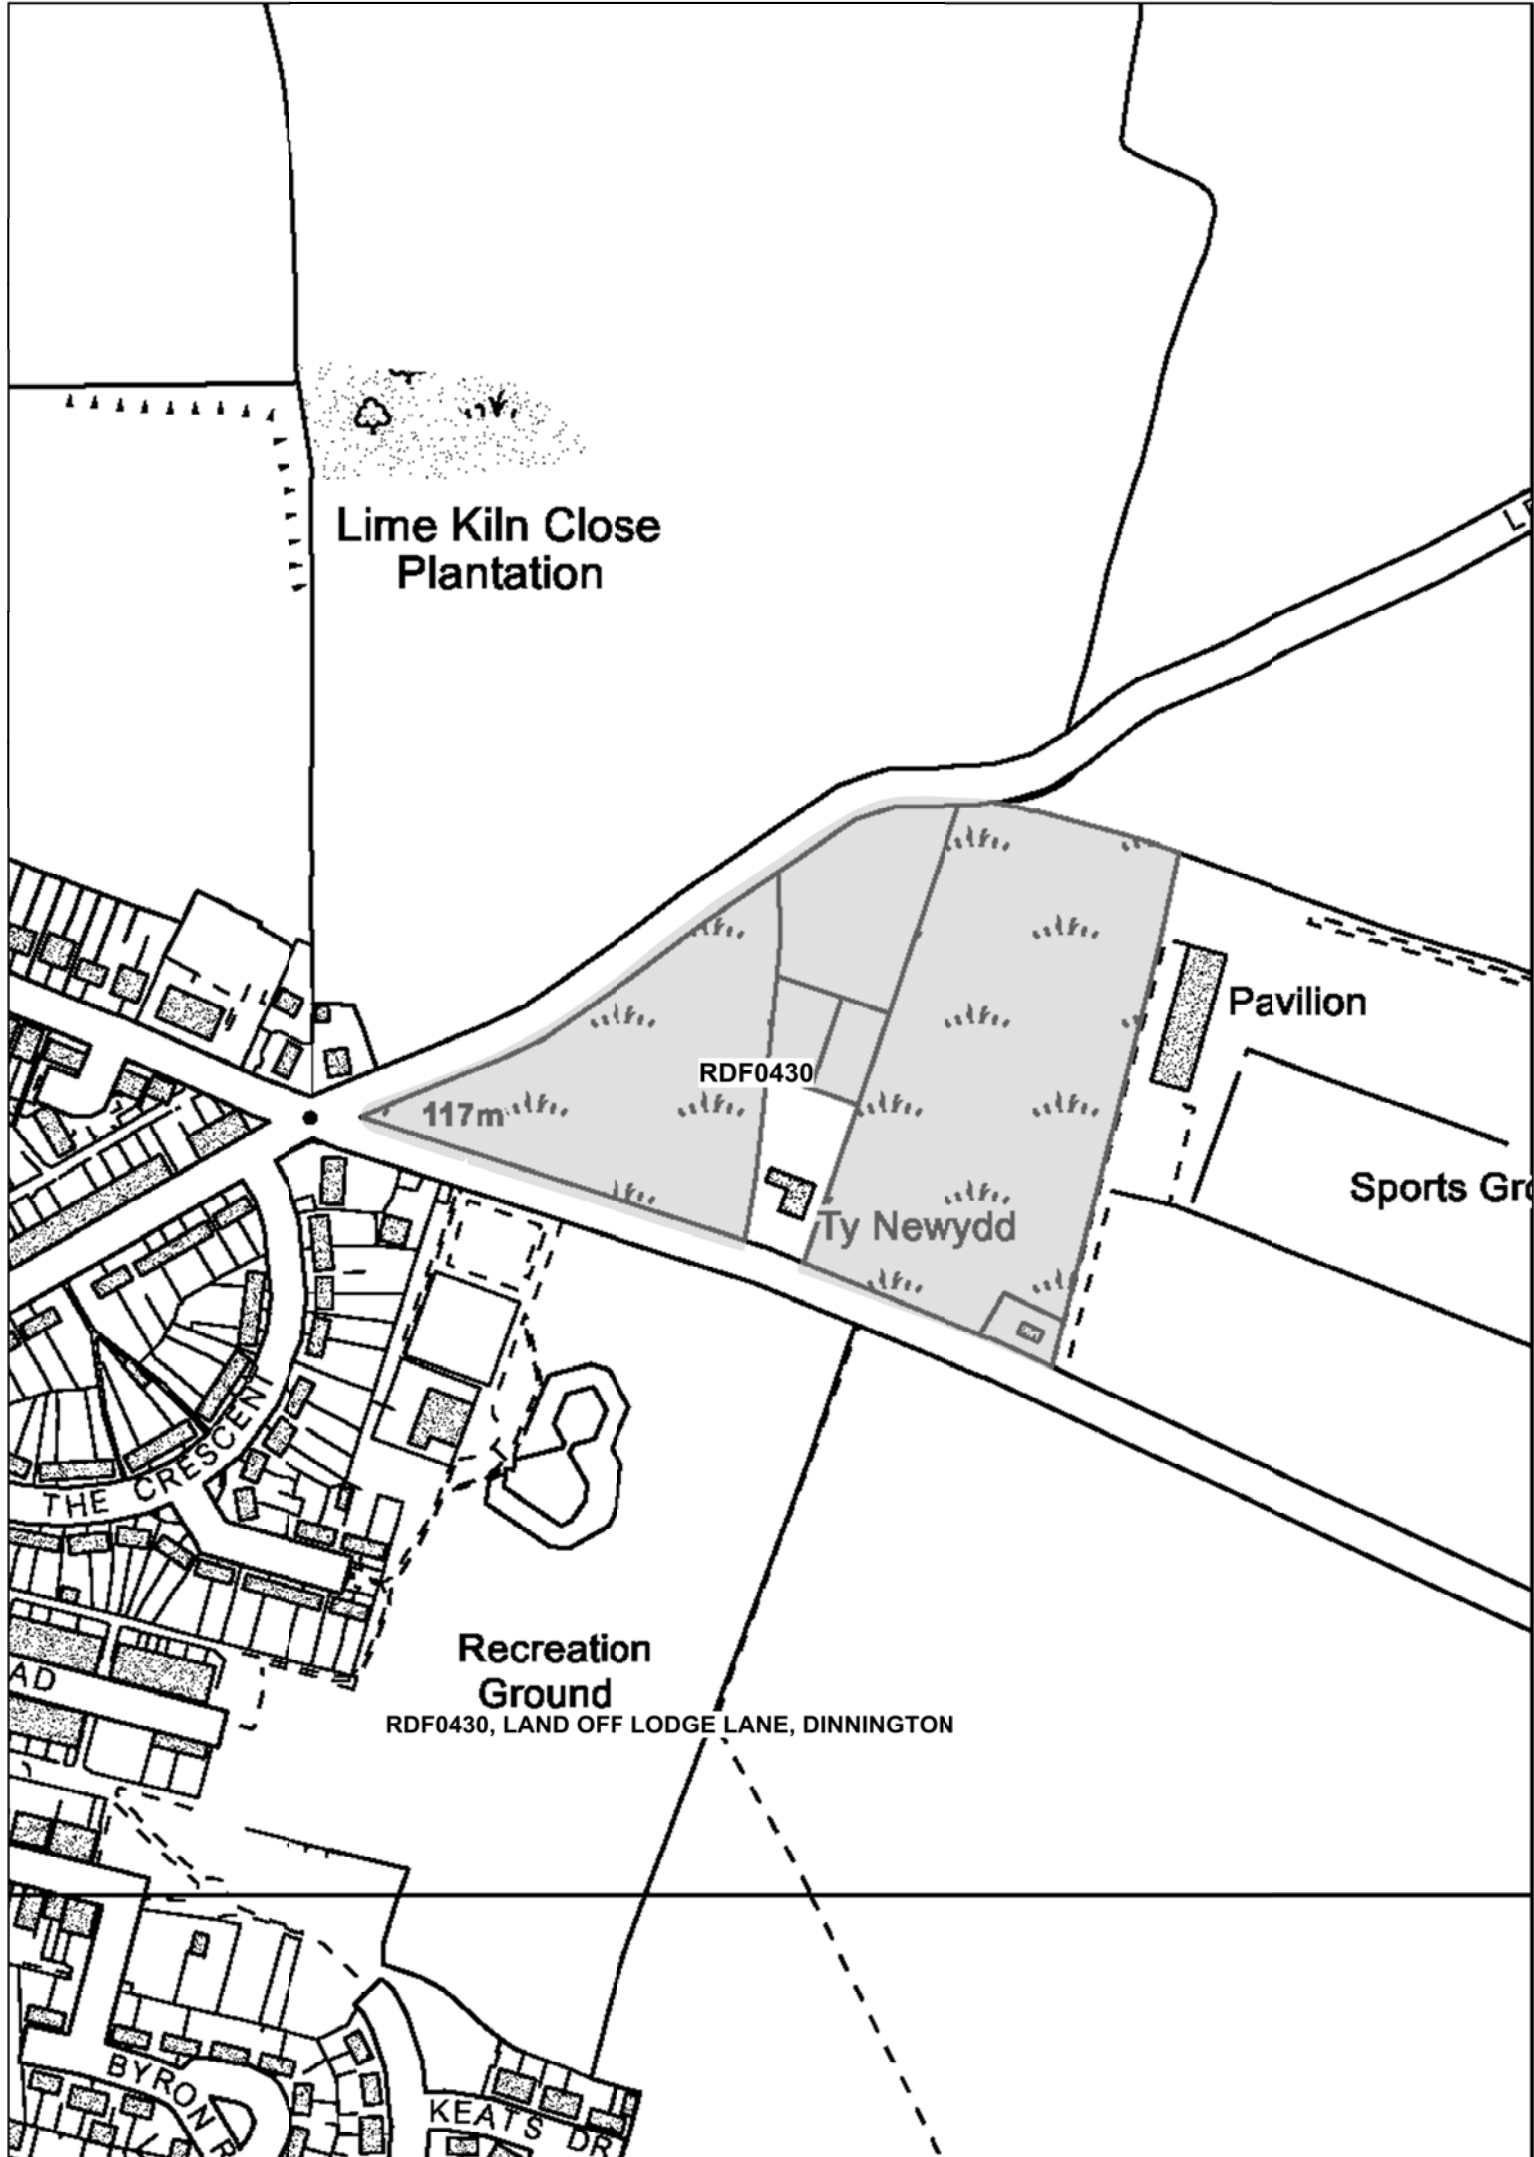 L
Lime Kiln Close
Plantation
Pavilion
RDF0430
117m
Sports Gr
Ty Newydd
THE CRESCENT
Recreation
Ground
AD
RDF0430, LAND OFF LODGE LANE, DINNINGTON
BYRON R
KEATS DR